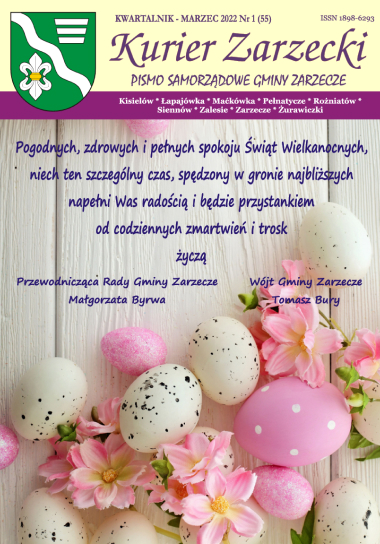 KWARTALNIK - MARZEC 2022 Nr 1 (55)
ISSN 1898-6293
Kurier Zarzecki
PISMO SAMORZĄDOWE GMINY ZARZECZE
Kisielów * Łapajówka * Maćkówka * Pełnatycze * Rożniatów *
Siennów * Zalesie * Zarzecze * Żurawiczki
Pogodnych, zdrowych i pełnych spokoju Świąt Wielkanocnych,
niech ten szczególny czas, spędzony w gronie najbliższych
napełni Was radością i będzie przystankiem
od codziennych zmartwień i trosk
życzą
Przewodnicząca Rady Gminy Zarzecze
Małgorzata Byrwa
Wójt Gminy Zarzecze
Tomasz Bury